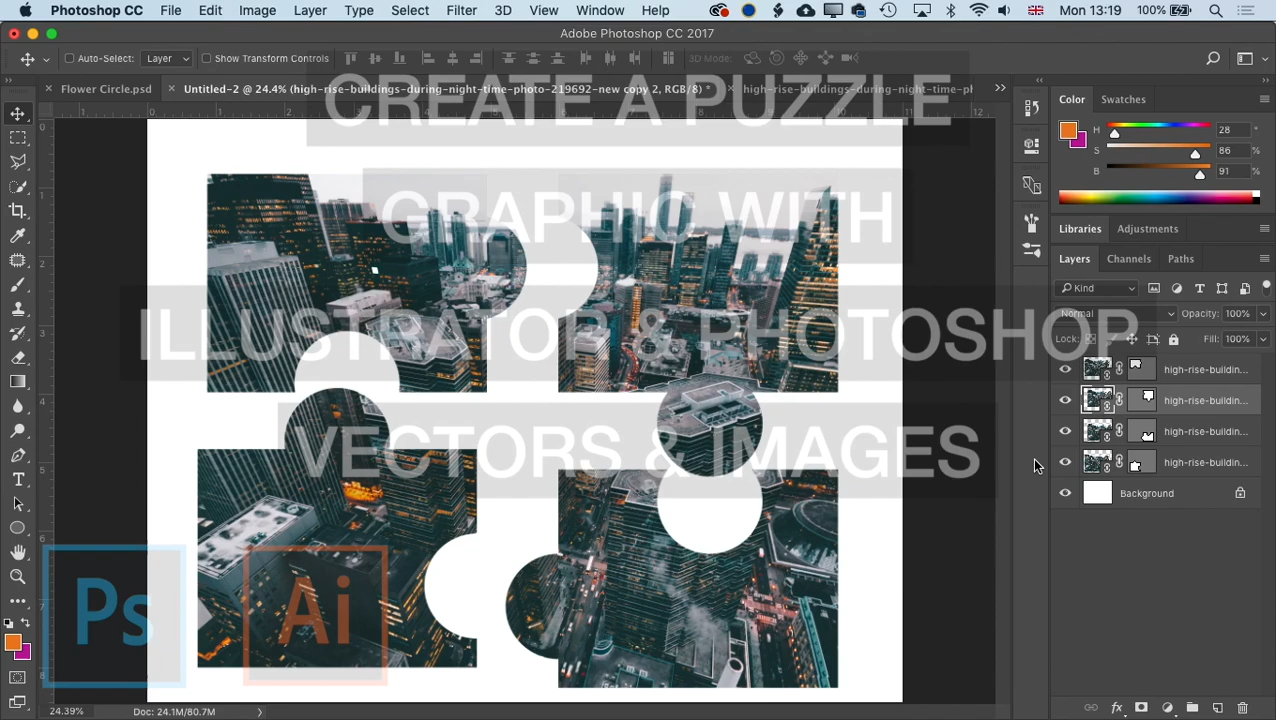 Photoshop CC File Edit Image Layer Type Select Filter 3D View Window Help Mon 13:19 100%
Adobe Photoshop CC 2017
Auto-Select: Layer Show Transform Controls 3D Mode:
Flower Circle.psd Untitled-2 @ 24.4% (high-rise-buildings-during-night-time-photo-219692-new copy 2, RGB/8) * high-rise-buildings-during-night-time-ph
CREATE A PUZZLE
GRAPHIC WITH
ILLUSTRATOR & PHOTOSHOP
VECTORS & IMAGES
Ps Ai
Color Swatches
H 28 °
S 86 %
B 91 %
Libraries Adjustments
Layers Channels Paths
Kind
Normal Opacity: 100%
Lock: Fill: 100%
high-rise-buildin...
high-rise-buildin...
high-rise-buildin...
high-rise-buildin...
Background
24.39% Doc: 24.1M/80.7M